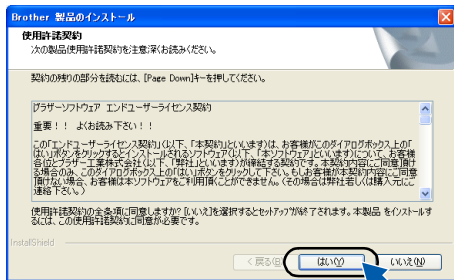 Brother 製品のインストール
使用許諾契約
次の製品使用許諾契約を注意深くお読みください。
契約の残りの部分を読むには、[Page Down]キーを押してください。
ブラザーソフトウェア エンドユーザーライセンス契約
重要！！ よくお読み下さい！！
この「エンドユーザーライセンス契約」(以下、「本契約」といいます)は、お客様がこのダイアログボックス上の「
はい」ボタンをクリックするとインストールされるソフトウェア(以下、「本ソフトウェア」といいます)について、お客様
各位とブラザー工業株式会社(以下、「弊社」といいます)が締結する契約です。本契約内容にご同意頂け
る場合のみ、このダイアログボックス上の「はい」ボタンをクリックして下さい。もしお客様が本契約内容にご同意
頂けない場合、お客様は本ソフトウェアをご利用頂くことができません。(その場合は弊社若しくは購入元にご
連絡下さい。)
使用許諾契約の全条項に同意しますか? [いいえ]を選択するとセットアップが終了されます。本製品 をインストールす
るには、この使用許諾契約に同意が必要です。
InstallShield
< 戻る(B)
はい(Y)
いいえ(N)